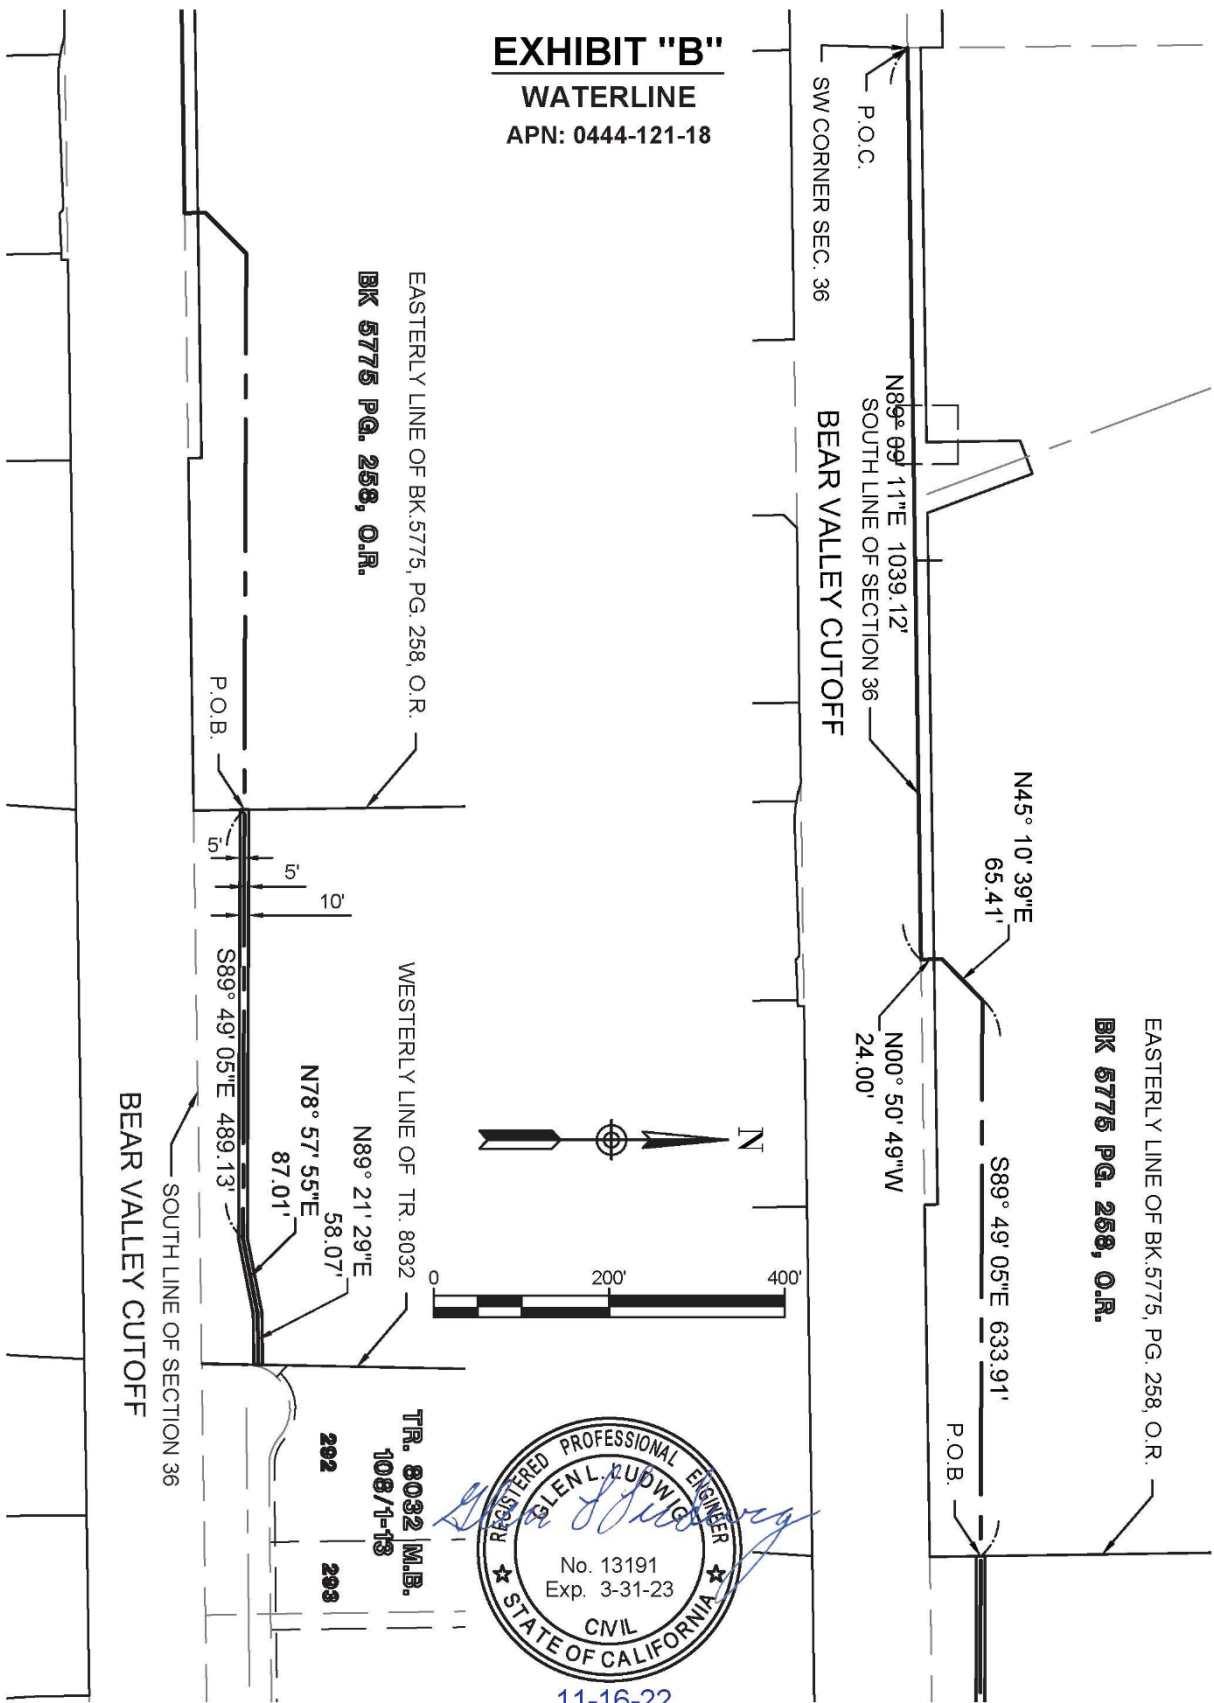 EXHIBIT "B"
WATERLINE
APN: 0444-121-18
SW CORNER SEC. 36
P.O.C.
N89° 09' 11"E 1039.12'
SOUTH LINE OF SECTION 36
BEAR VALLEY CUTOFF
N45° 10' 39"E
65.41'
N00° 50' 49"W
24.00'
EASTERLY LINE OF BK.5775, PG. 258, O.R.
BK 5775 PG. 258, O.R.
S89° 49' 05"E 633.91'
P.O.B.
EASTERLY LINE OF BK.5775, PG. 258, O.R.
BK 5775 PG. 258, O.R.
P.O.B.
5'
5'
10'
S89° 49' 05"E 489.13'
WESTERLY LINE OF TR. 8032
N89° 21' 29"E
58.07'
N78° 57' 55"E
87.01'
SOUTH LINE OF SECTION 36
BEAR VALLEY CUTOFF
TR. 8032 M.B.
108/1-13
292
293
N
0
200'
400'
REGISTERED PROFESSIONAL ENGINEER
GLEN L. LUDWIG
No. 13191
Exp. 3-31-23
CIVIL
STATE OF CALIFORNIA
Glen L Ludwig
11-16-22